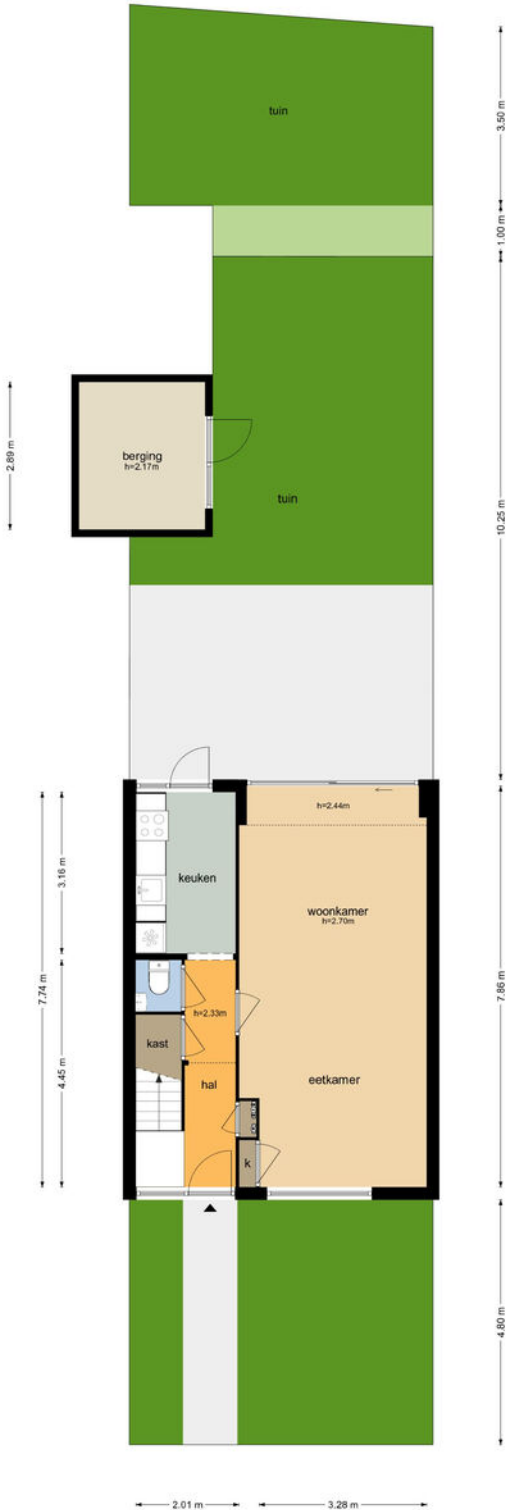 tuin
3.50 m
1.00 m
2.89 m
berging
h=2.17m
tuin
10.25 m
h=2.44m
3.16 m
keuken
woonkamer
h=2.70m
7.74 m
7.86 m
h=2.33m
kast
4.45 m
hal
eetkamer
k
4.80 m
2.01 m
3.28 m